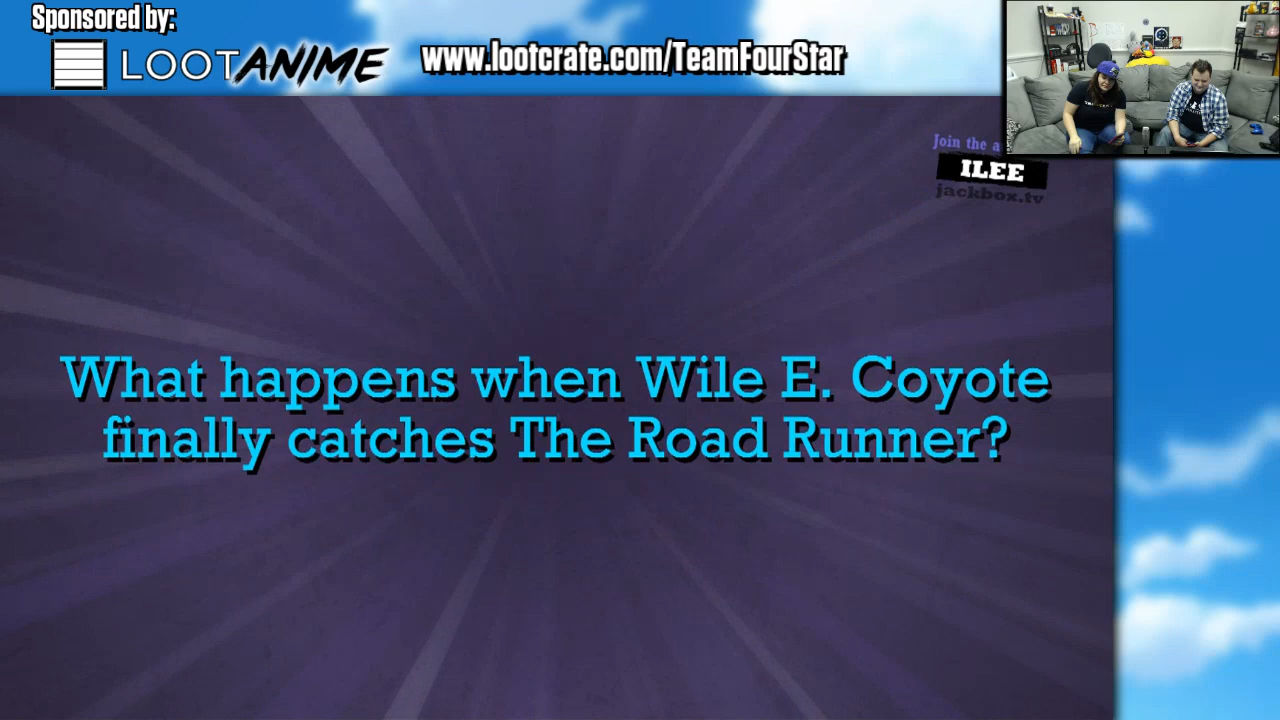 Sponsored by:
LOOTANIME
www.lootcrate.com/TeamFourStar
Join the a
ILEE
jackbox.tv
What happens when Wile E. Coyote
finally catches The Road Runner?